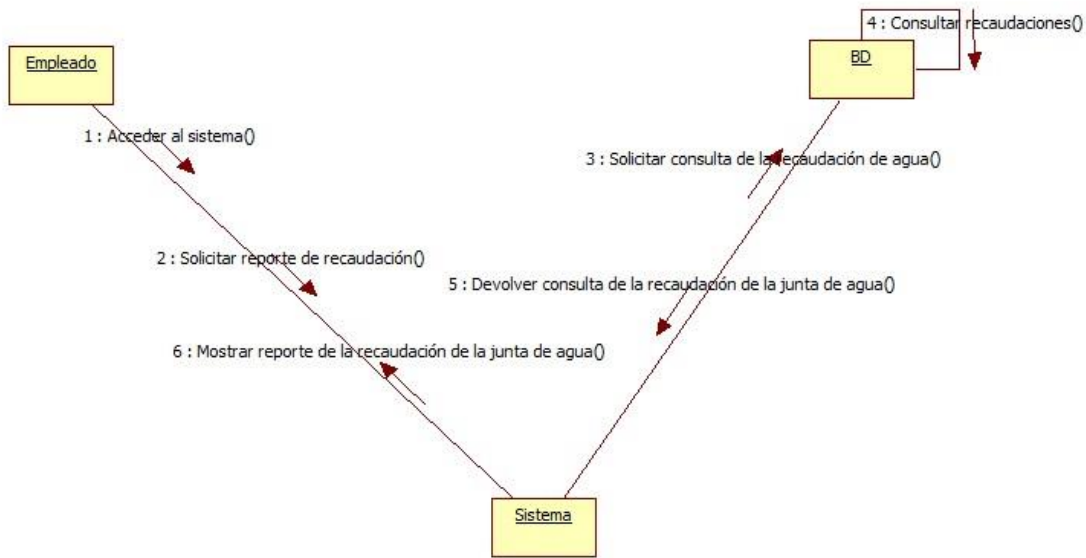 4 : Consultar recaudaciones()
Empleado
BD
1 : Acceder al sistema()
3 : Solicitar consulta de la recaudación de agua()
2 : Solicitar reporte de recaudación()
5 : Devolver consulta de la recaudación de la junta de agua()
6 : Mostrar reporte de la recaudación de la junta de agua()
Sistema